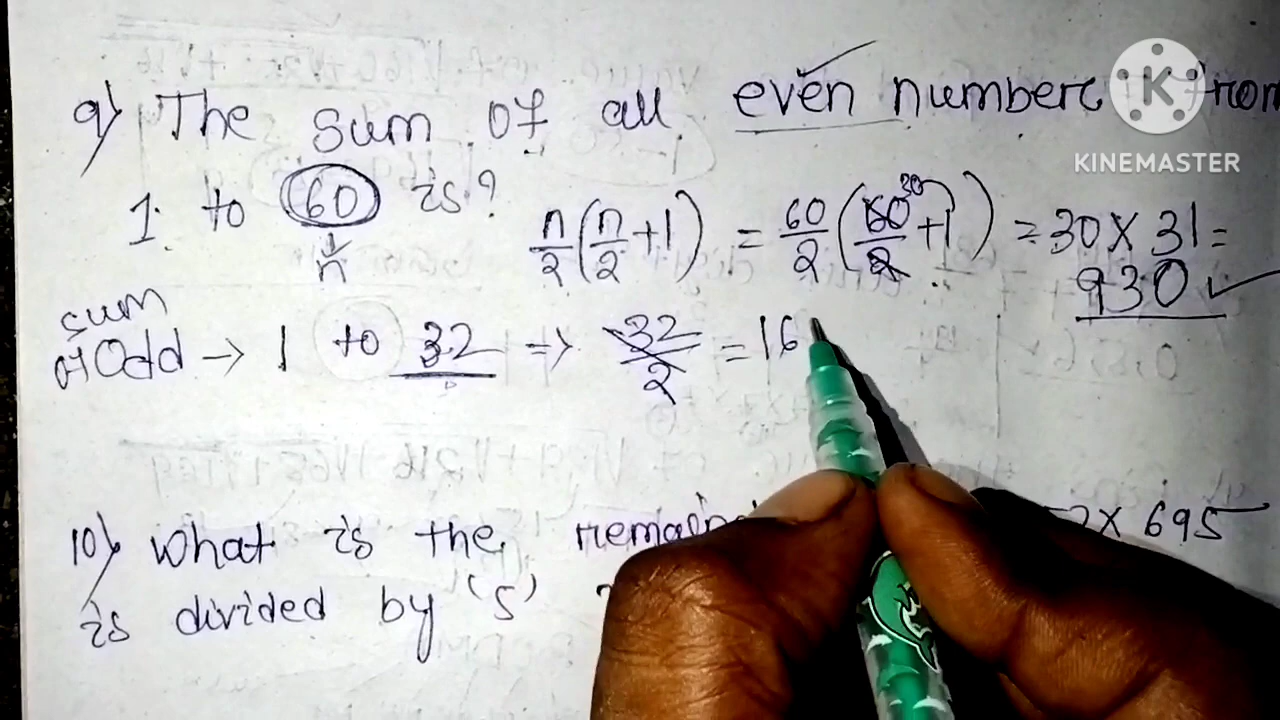 9) The sum of all even numbers from
K
KINEMASTER
1 to 60 is?
n
n/2 (n/2 + 1) = 60/2 (60/2 + 1) = 30 × 31 =
30
930 ✓
sum
of Odd → 1 to 32 ⇒ 32/2 = 16
10) What is the × 695
is divided by '5'